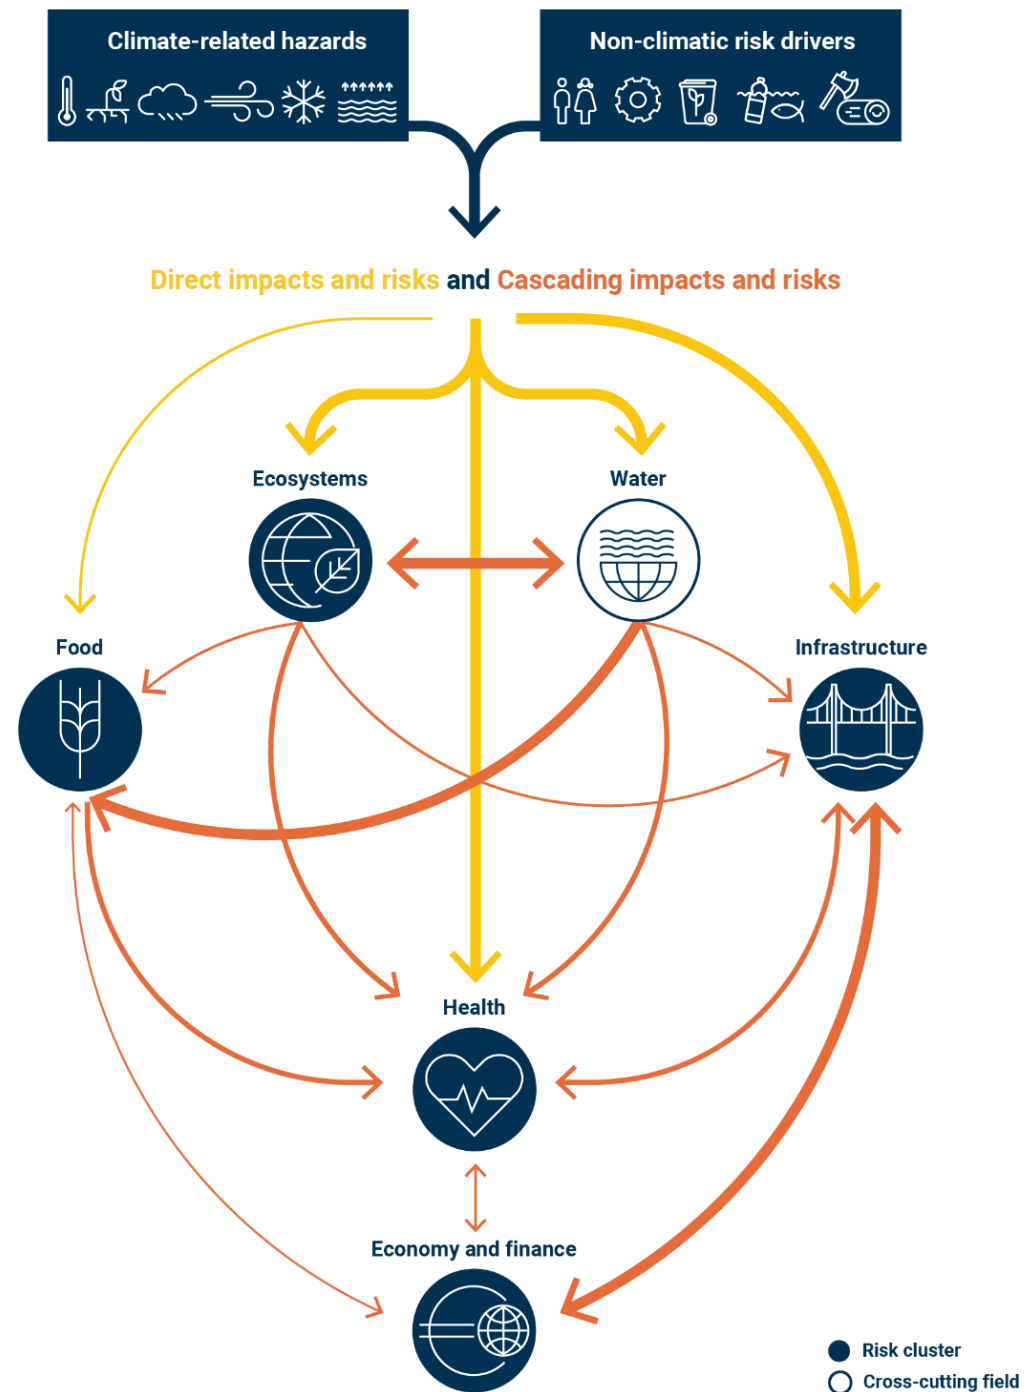 Climate-related hazards
Non-climatic risk drivers
Direct impacts and risks and Cascading impacts and risks
Ecosystems
Water
Food
Infrastructure
Health
Economy and finance
Risk cluster
Cross-cutting field